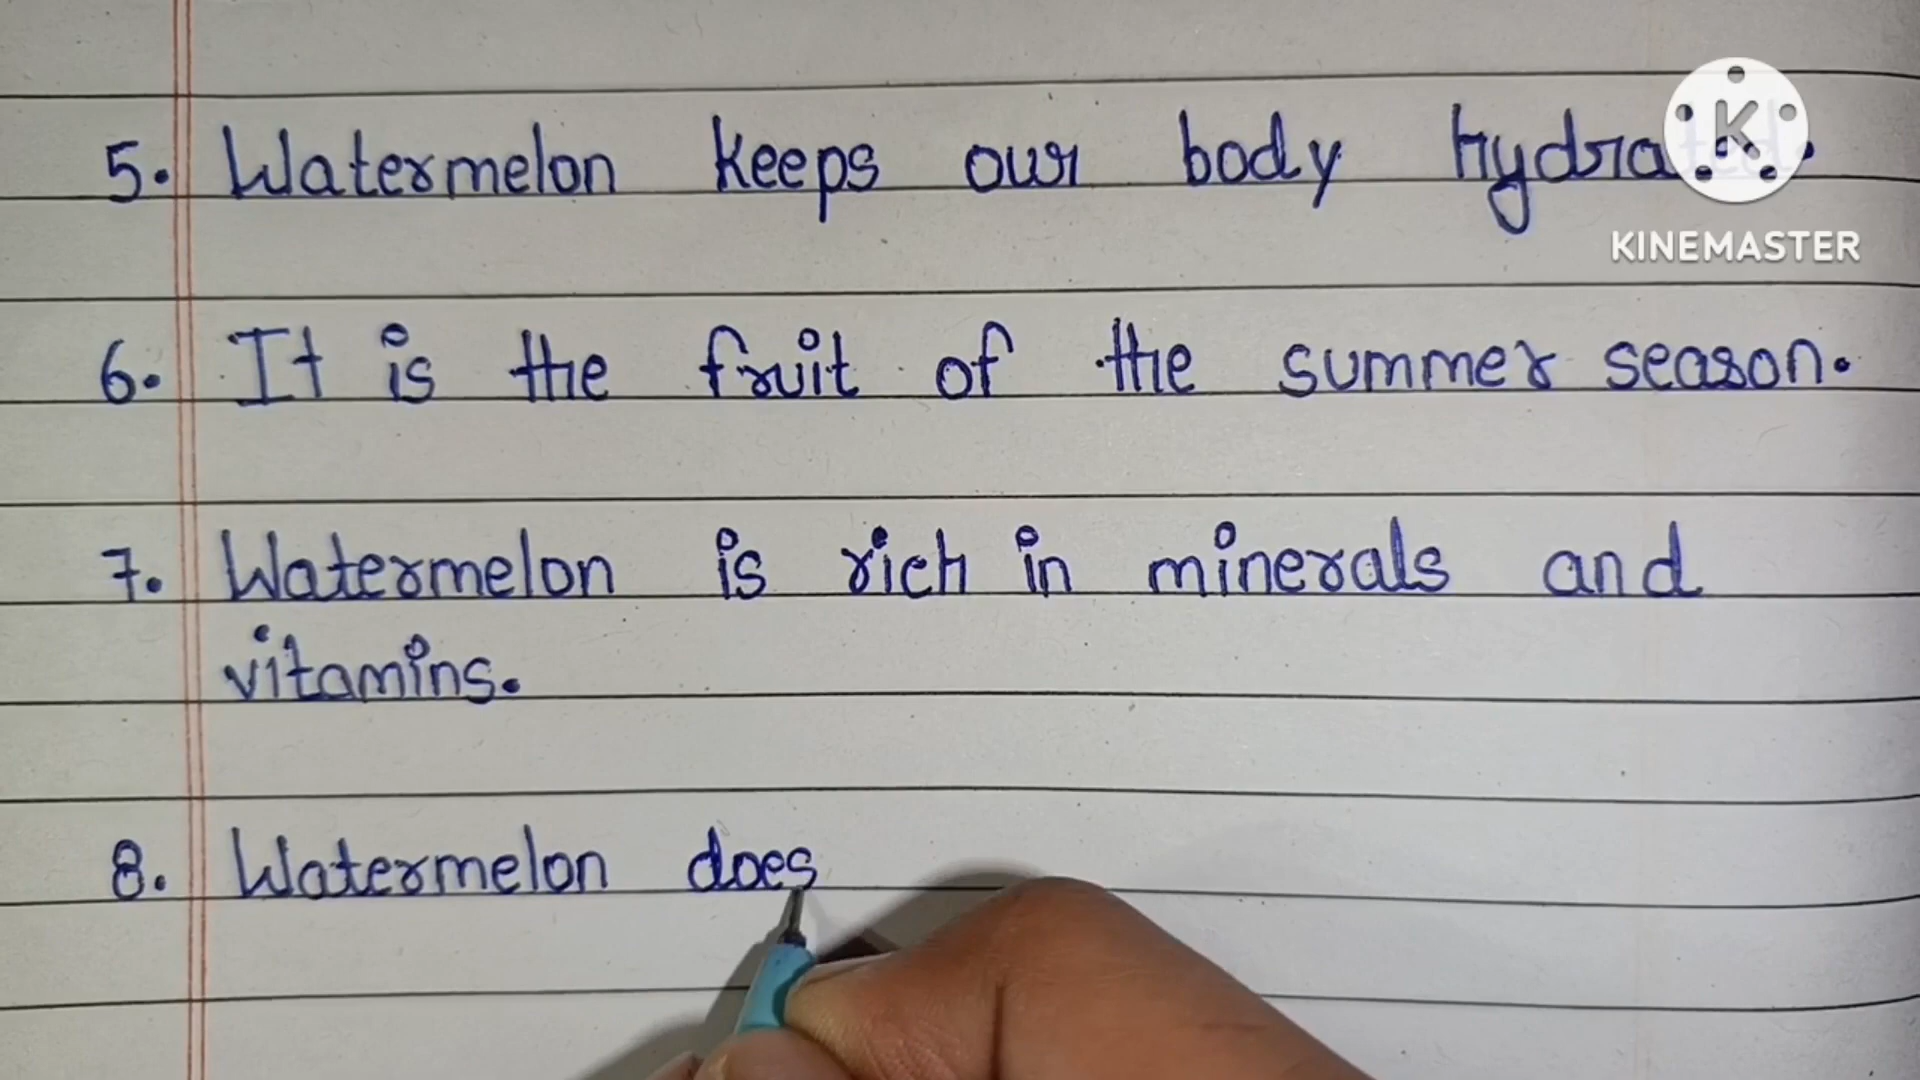 5. Watermelon keeps our body hydrated.
KINEMASTER
6. It is the fruit of the summer season.
7. Watermelon is rich in minerals and
vitamins.
8. Watermelon does